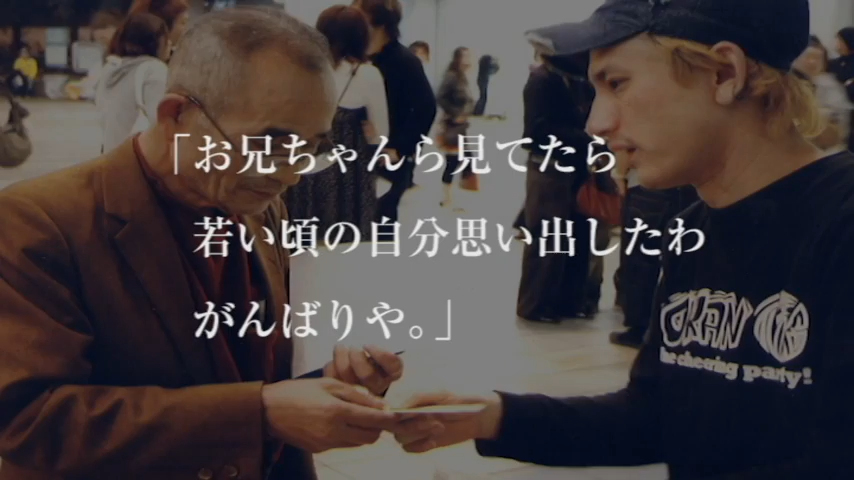 「お兄ちゃんら見てたら
若い頃の自分思い出したわ
がんばりや。」
the cheering party!